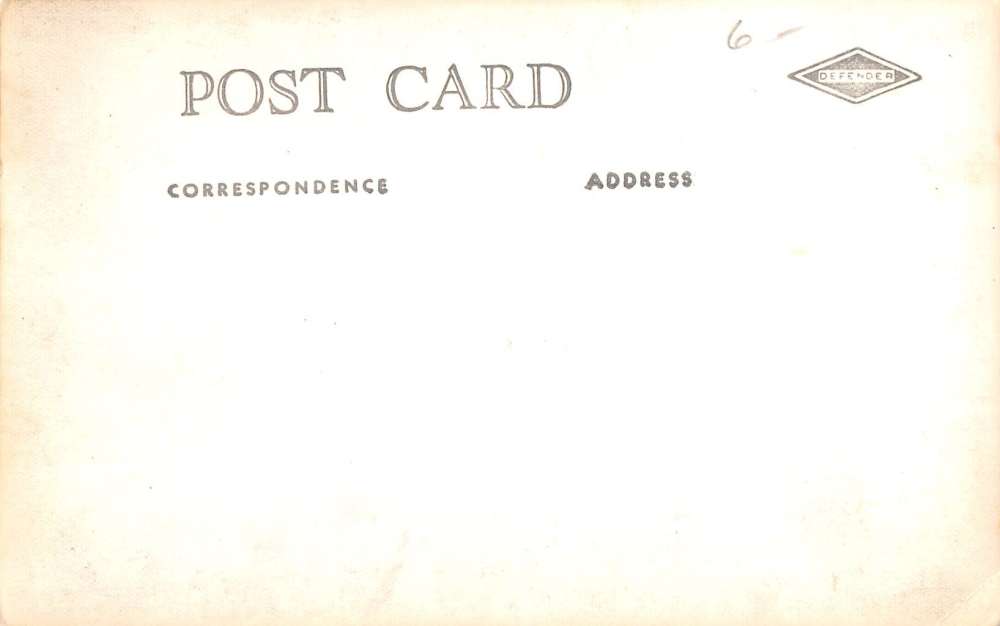 6-
POST CARD
DEFENDER
CORRESPONDENCE
ADDRESS